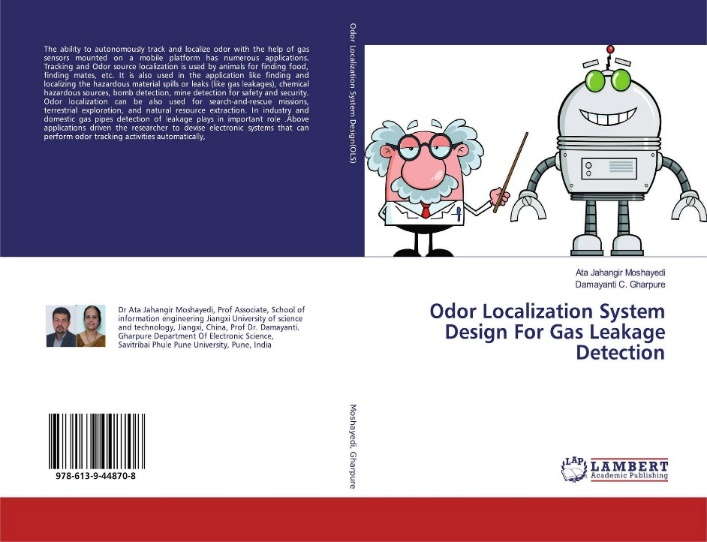 The ability to autonomously track and localize odor with the help of gas
sensors mounted on a mobile platform has numerous applications.
Tracking and Odor source localization is used by animals for finding food,
finding mates, etc. It is also used in the application like finding and
localizing the hazardous material spills or leaks (like gas leakages), chemical
hazardous sources, bomb detection, mine detection for safety and security.
Odor localization can be also used for search-and-rescue missions,
terrestrial exploration, and natural resource extraction. In industry and
domestic gas pipes detection of leakage plays in important role .Above
applications driven the researcher to devise electronic systems that can
perform odor tracking activities automatically,
Dr Ata Jahangir Moshayedi, Prof Associate, School of
information engineering Jiangxi University of science
and technology, Jiangxi, China, Prof Dr. Damayanti.
Gharpure Department Of Electronic Science,
Savitribai Phule Pune University, Pune, India
978-613-9-44870-8
Odor Localization System Design(OLS)
Moshayedi, Gharpure
Ata Jahangir Moshayedi
Damayanti C. Gharpure
Odor Localization System
Design For Gas Leakage
Detection
LAP
LAMBERT
Academic Publishing